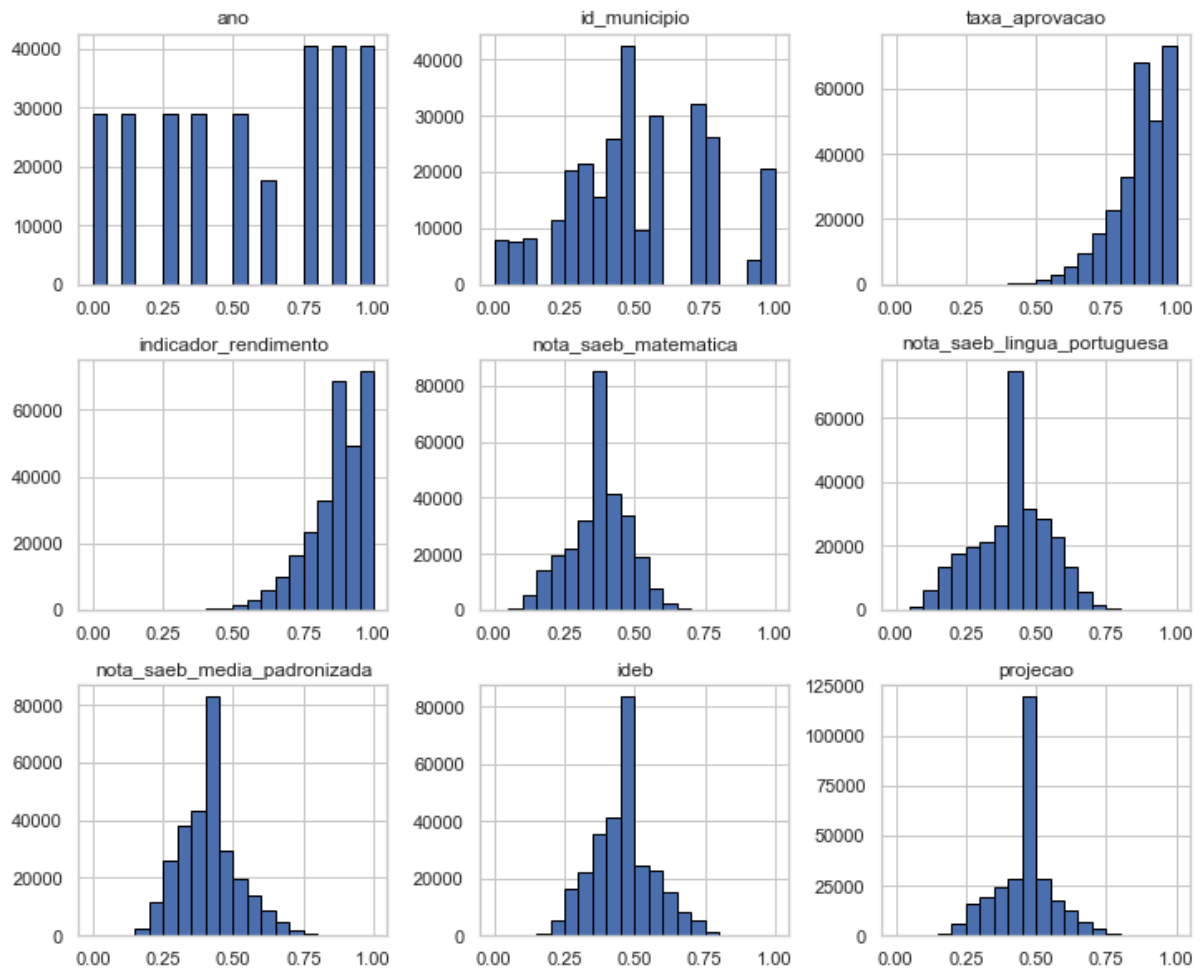 ano
40000
30000
20000
10000
0
0.00 0.25 0.50 0.75 1.00
id_municipio
40000
30000
20000
10000
0
0.00 0.25 0.50 0.75 1.00
taxa_aprovacao
60000
40000
20000
0
0.00 0.25 0.50 0.75 1.00
indicador_rendimento
60000
40000
20000
0
0.00 0.25 0.50 0.75 1.00
nota_saeb_matematica
80000
60000
40000
20000
0
0.00 0.25 0.50 0.75 1.00
nota_saeb_lingua_portuguesa
60000
40000
20000
0
0.00 0.25 0.50 0.75 1.00
nota_saeb_media_padronizada
80000
60000
40000
20000
0
0.00 0.25 0.50 0.75 1.00
ideb
80000
60000
40000
20000
0
0.00 0.25 0.50 0.75 1.00
projecao
125000
100000
75000
50000
25000
0
0.00 0.25 0.50 0.75 1.00